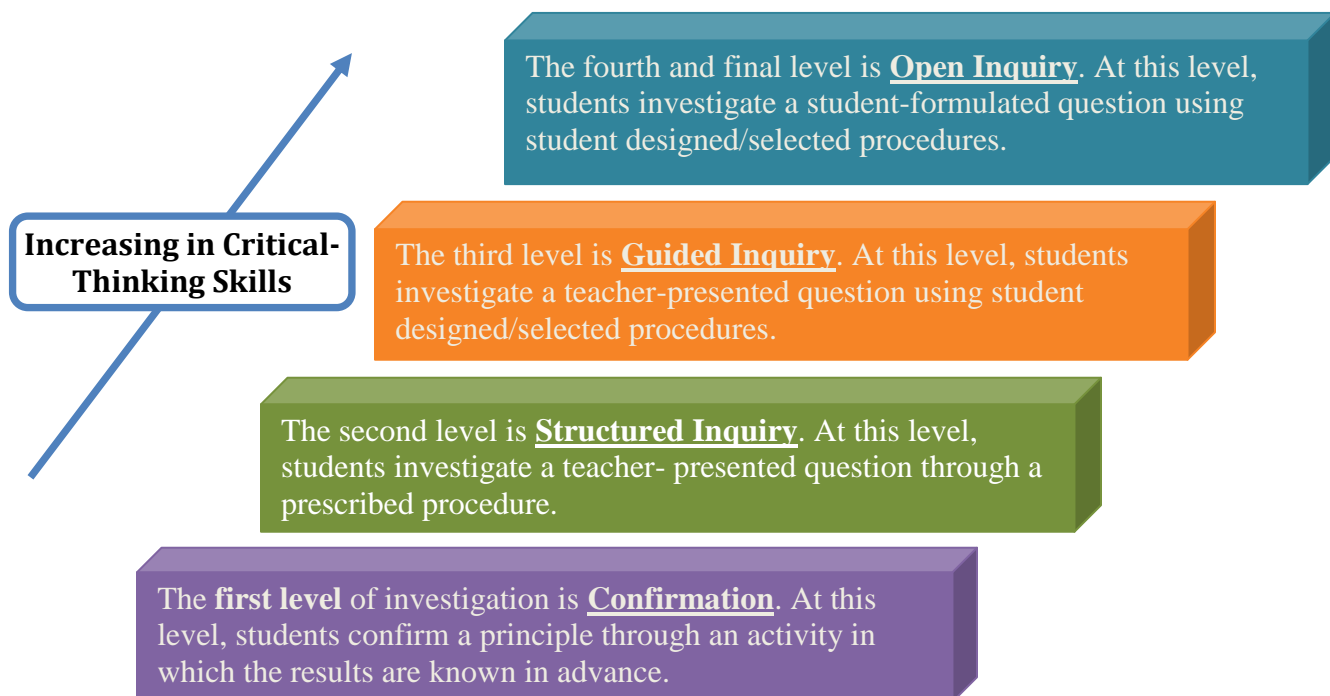 The fourth and final level is Open Inquiry. At this level,
students investigate a student-formulated question using
student designed/selected procedures.
Increasing in Critical-
Thinking Skills
The third level is Guided Inquiry. At this level, students
investigate a teacher-presented question using student
designed/selected procedures.
The second level is Structured Inquiry. At this level,
students investigate a teacher- presented question through a
prescribed procedure.
The first level of investigation is Confirmation. At this
level, students confirm a principle through an activity in
which the results are known in advance.